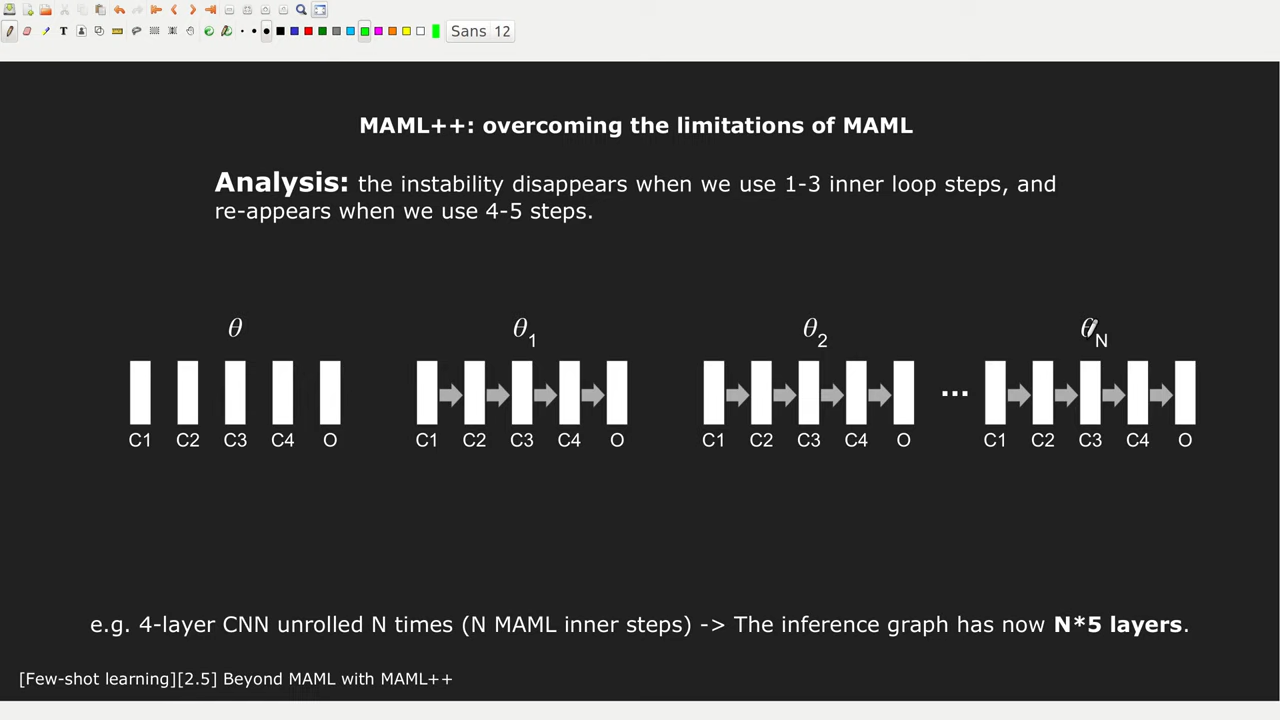 Sans 12
MAML++: overcoming the limitations of MAML
Analysis: the instability disappears when we use 1-3 inner loop steps, and
re-appears when we use 4-5 steps.
θ θ1 θ2 θN
...
C1 C2 C3 C4 O C1 C2 C3 C4 O C1 C2 C3 C4 O C1 C2 C3 C4 O
e.g. 4-layer CNN unrolled N times (N MAML inner steps) -> The inference graph has now N*5 layers.
[Few-shot learning][2.5] Beyond MAML with MAML++